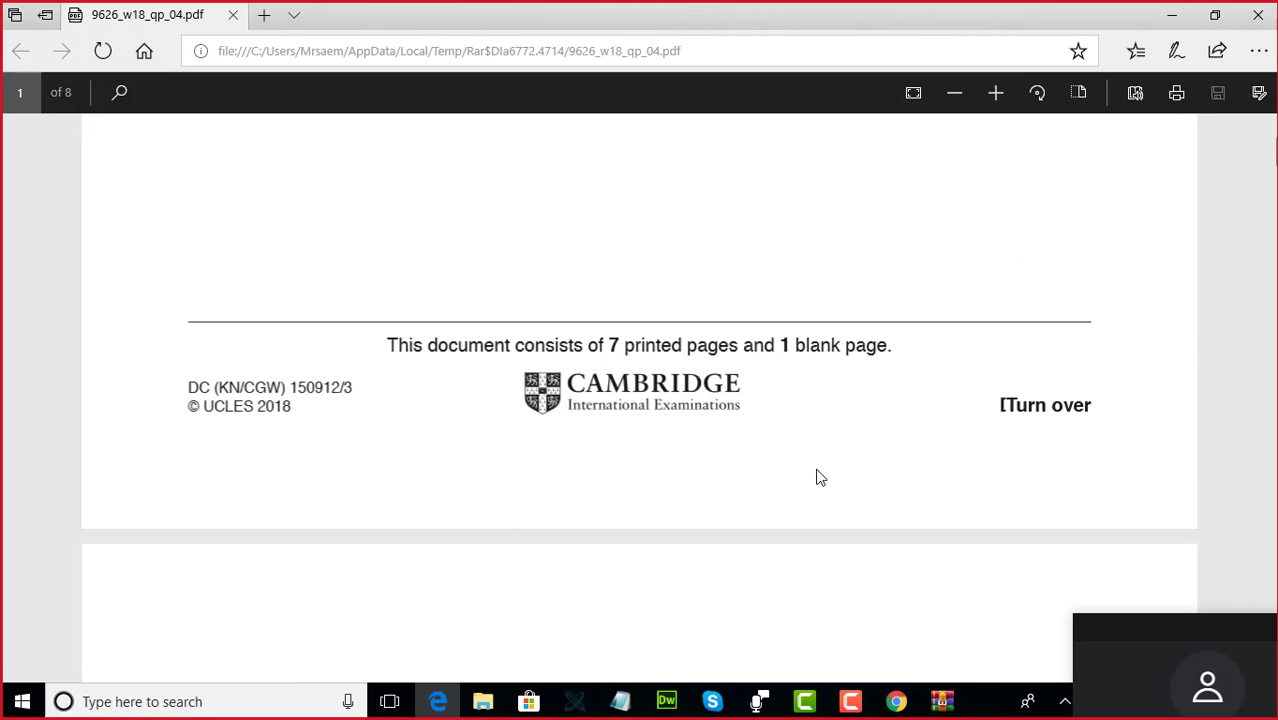 9626_w18_qp_04.pdf
file:///C:/Users/Mrsaem/AppData/Local/Temp/Rar$DIa6772.4714/9626_w18_qp_04.pdf
1 of 8
This document consists of 7 printed pages and 1 blank page.
DC (KN/CGW) 150912/3
© UCLES 2018
CAMBRIDGE
International Examinations
[Turn over
Type here to search
Dw